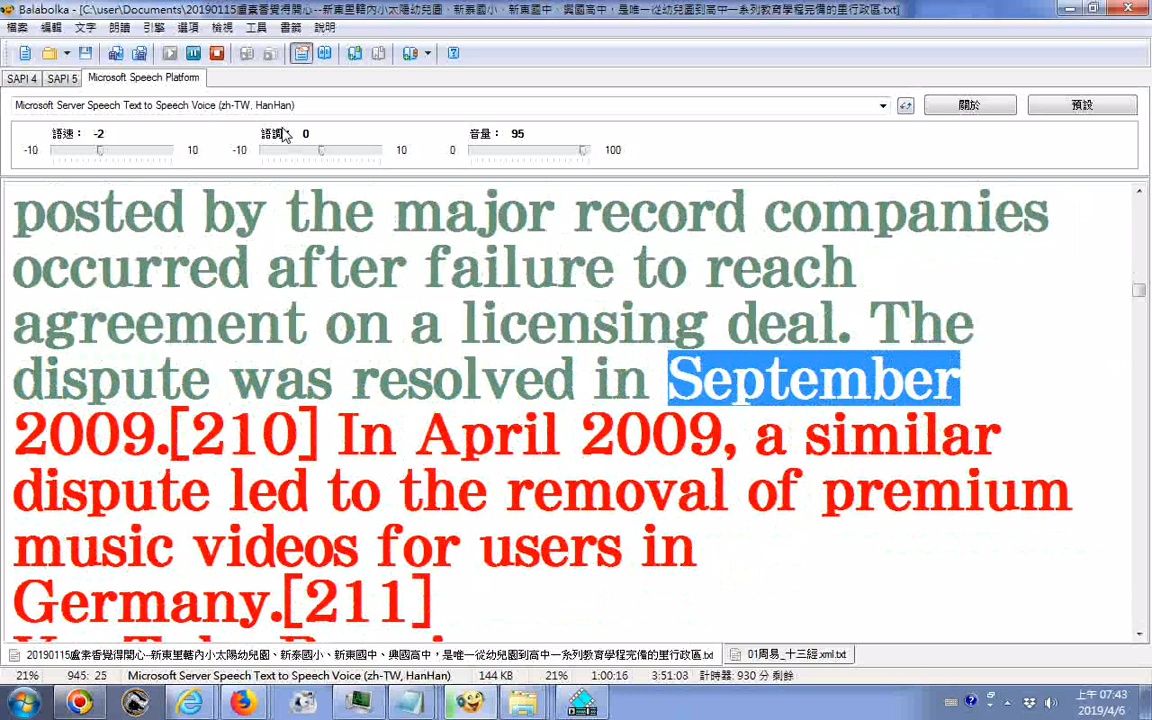 Balabolka - [C:\user\Documents\20190115盧素香覺得開心--新東里轄內小太陽幼兒園、新泰國小、新東國中、興國高中，是唯一從幼兒園到高中一系列教育學程完備的里行政區.txt]
檔案 編輯 文字 朗讀 引擎 選項 檢視 工具 書籤 說明
SAPI 4 SAPI 5 Microsoft Speech Platform
Microsoft Server Speech Text to Speech Voice (zh-TW, HanHan) 關於 預設
語速： -2 語調： 0 音量： 95
-10 10 -10 10 0 100
posted by the major record companies
occurred after failure to reach
agreement on a licensing deal. The
dispute was resolved in September
2009.[210] In April 2009, a similar
dispute led to the removal of premium
music videos for users in
Germany.[211]
20190115盧素香覺得開心--新東里轄內小太陽幼兒園、新泰國小、新東國中、興國高中，是唯一從幼兒園到高中一系列教育學程完備的里行政區.txt 01周易_十三經.xml.txt
21% 945: 25 Microsoft Server Speech Text to Speech Voice (zh-TW, HanHan) 144 KB 21% 1:00:16 3:51:03 計時器: 930 分 剩餘
上午 07:43
2019/4/6